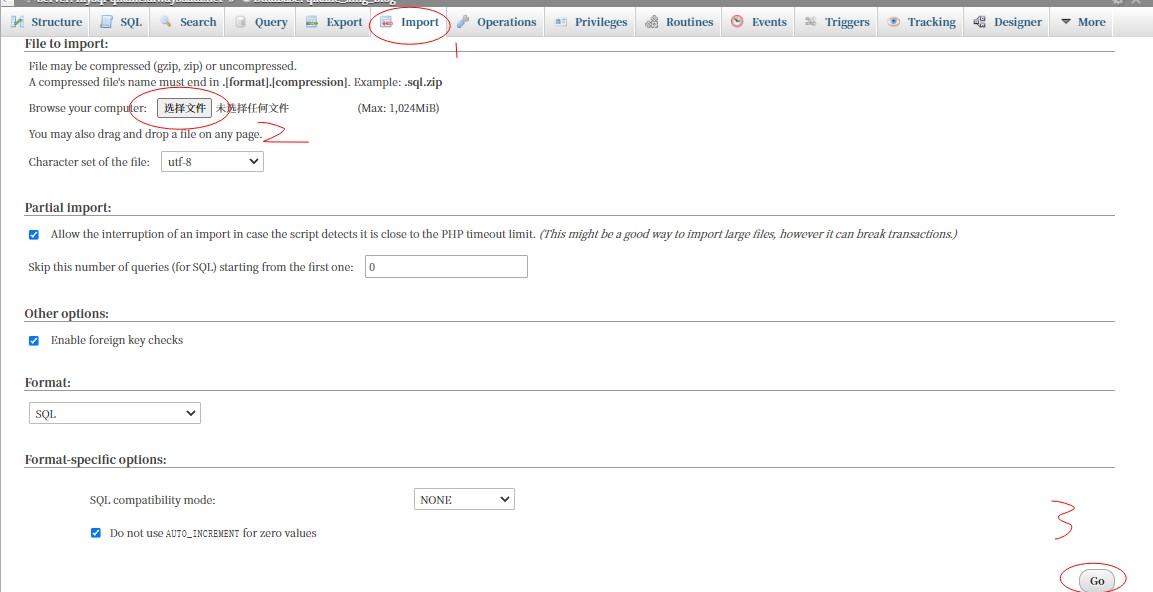 Structure SQL Search Query Export Import Operations Privileges Routines Events Triggers Tracking Designer More
1
File to import:
File may be compressed (gzip, zip) or uncompressed.
A compressed file's name must end in .[format].[compression]. Example: .sql.zip
Browse your computer: 选择文件 未选择任何文件 (Max: 1,024MiB)
You may also drag and drop a file on any page.
2
Character set of the file: utf-8
Partial import:
Allow the interruption of an import in case the script detects it is close to the PHP timeout limit. (This might be a good way to import large files, however it can break transactions.)
Skip this number of queries (for SQL) starting from the first one: 0
Other options:
Enable foreign key checks
Format:
SQL
Format-specific options:
SQL compatibility mode: NONE
Do not use AUTO_INCREMENT for zero values
3
Go